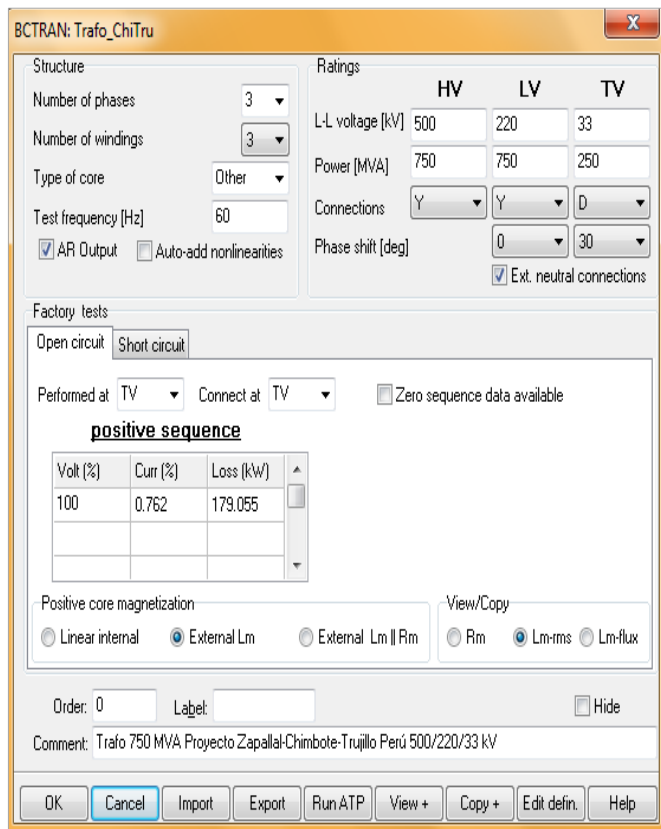 BCTRAN: Trafo_ChiTru
X
Structure
Number of phases 3
Number of windings 3
Type of core Other
Test frequency [Hz] 60
AR Output Auto-add nonlinearities
Ratings
HV LV TV
L-L voltage [kV] 500 220 33
Power [MVA] 750 750 250
Connections Y Y D
Phase shift [deg] 0 30
Ext. neutral connections
Factory tests
Open circuit Short circuit
Performed at TV Connect at TV Zero sequence data available
positive sequence
Volt (%) Curr (%) Loss (kW)
100 0.762 179.055
Positive core magnetization
Linear internal External Lm External Lm || Rm
View/Copy
Rm Lm-rms Lm-flux
Order: 0 Label: Hide
Comment: Trafo 750 MVA Proyecto Zapallal-Chimbote-Trujillo Perú 500/220/33 kV
OK Cancel Import Export Run ATP View + Copy + Edit defin. Help